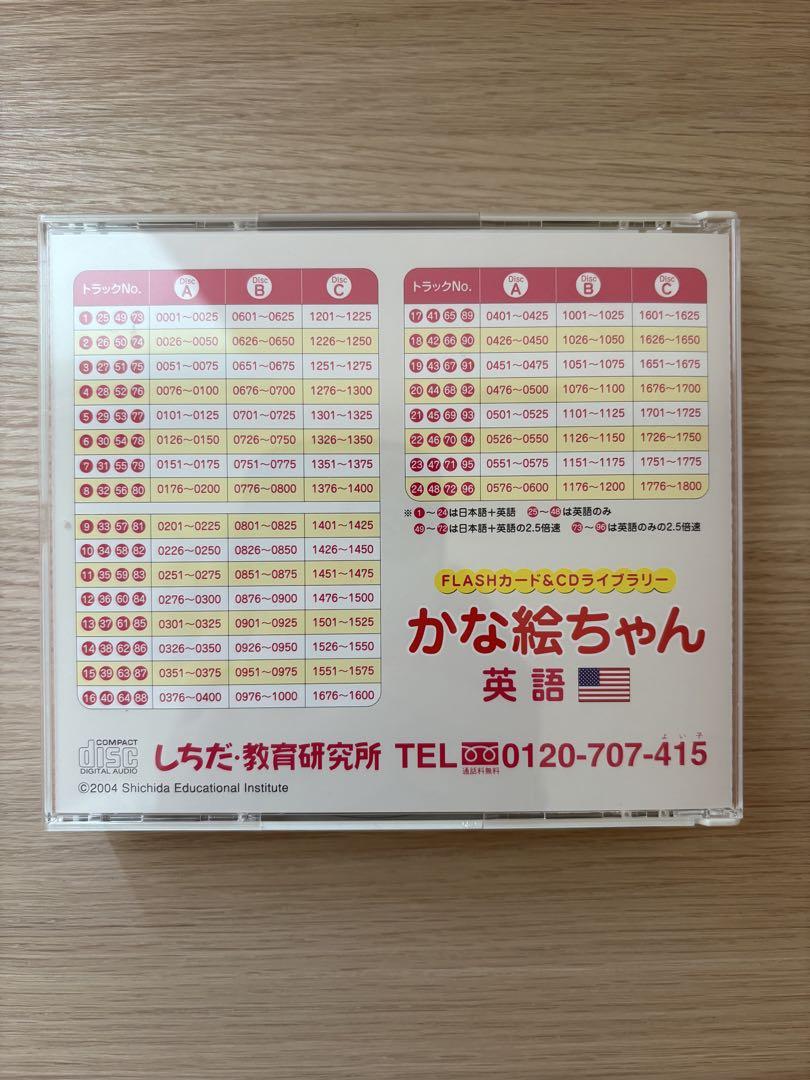 トラックNo. Disc A Disc B Disc C
1 25 49 73 0001～0025 0601～0625 1201～1225
2 26 50 74 0026～0050 0626～0650 1226～1250
3 27 51 75 0051～0075 0651～0675 1251～1275
4 28 52 76 0076～0100 0676～0700 1276～1300
5 29 53 77 0101～0125 0701～0725 1301～1325
6 30 54 78 0126～0150 0726～0750 1326～1350
7 31 55 79 0151～0175 0751～0775 1351～1375
8 32 56 80 0176～0200 0776～0800 1376～1400
9 33 57 81 0201～0225 0801～0825 1401～1425
10 34 58 82 0226～0250 0826～0850 1426～1450
11 35 59 83 0251～0275 0851～0875 1451～1475
12 36 60 84 0276～0300 0876～0900 1476～1500
13 37 61 85 0301～0325 0901～0925 1501～1525
14 38 62 86 0326～0350 0926～0950 1526～1550
15 39 63 87 0351～0375 0951～0975 1551～1575
16 40 64 88 0376～0400 0976～1000 1676～1600
トラックNo. Disc A Disc B Disc C
17 41 65 89 0401～0425 1001～1025 1601～1625
18 42 66 90 0426～0450 1026～1050 1626～1650
19 43 67 91 0451～0475 1051～1075 1651～1675
20 44 68 92 0476～0500 1076～1100 1676～1700
21 45 69 93 0501～0525 1101～1125 1701～1725
22 46 70 94 0526～0550 1126～1150 1726～1750
23 47 71 95 0551～0575 1151～1175 1751～1775
24 48 72 96 0576～0600 1176～1200 1776～1800
※1～24は日本語＋英語 25～48は英語のみ
49～72は日本語＋英語の2.5倍速 73～96は英語のみの2.5倍速
FLASHカード&CDライブラリー
かな絵ちゃん
英語
COMPACT disc DIGITAL AUDIO
しちだ・教育研究所 TEL 通話料無料 0120-707-415
よい子
©2004 Shichida Educational Institute